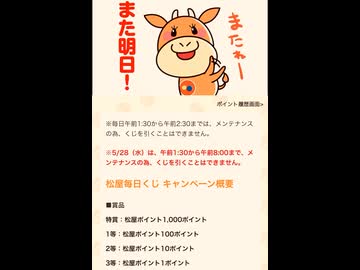 また明日！
またねー
ポイント履歴画面>
※毎日午前1:30から午前2:30までは、メンテナンス
の為、くじを引くことはできません。
※5/28（水）は、午前1:30から午前8:00まで、メ
ンテナンスの為、くじを引くことはできません。
松屋毎日くじ キャンペーン概要
■賞品
特賞：松屋ポイント1,000ポイント
1等：松屋ポイント100ポイント
2等：松屋ポイント10ポイント
3等：松屋ポイント1ポイント